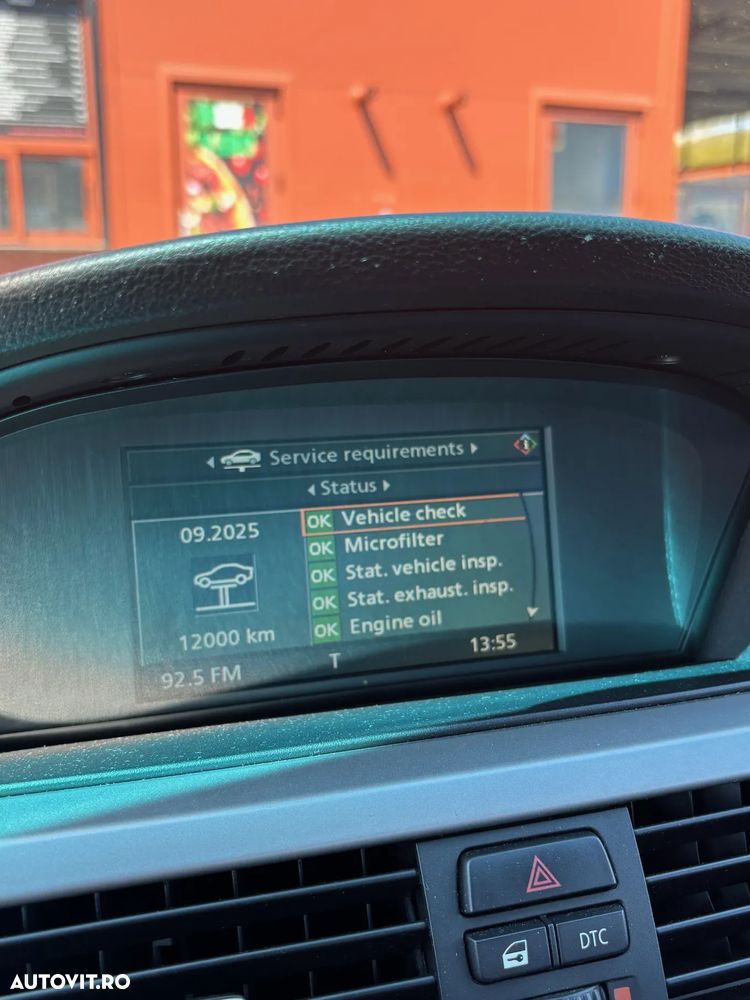 Service requirements
Status
09.2025
OK Vehicle check
OK Microfilter
OK Stat. vehicle insp.
OK Stat. exhaust. insp.
OK Engine oil
12000 km
92.5 FM
T
13:55
DTC
AUTOVIT.RO